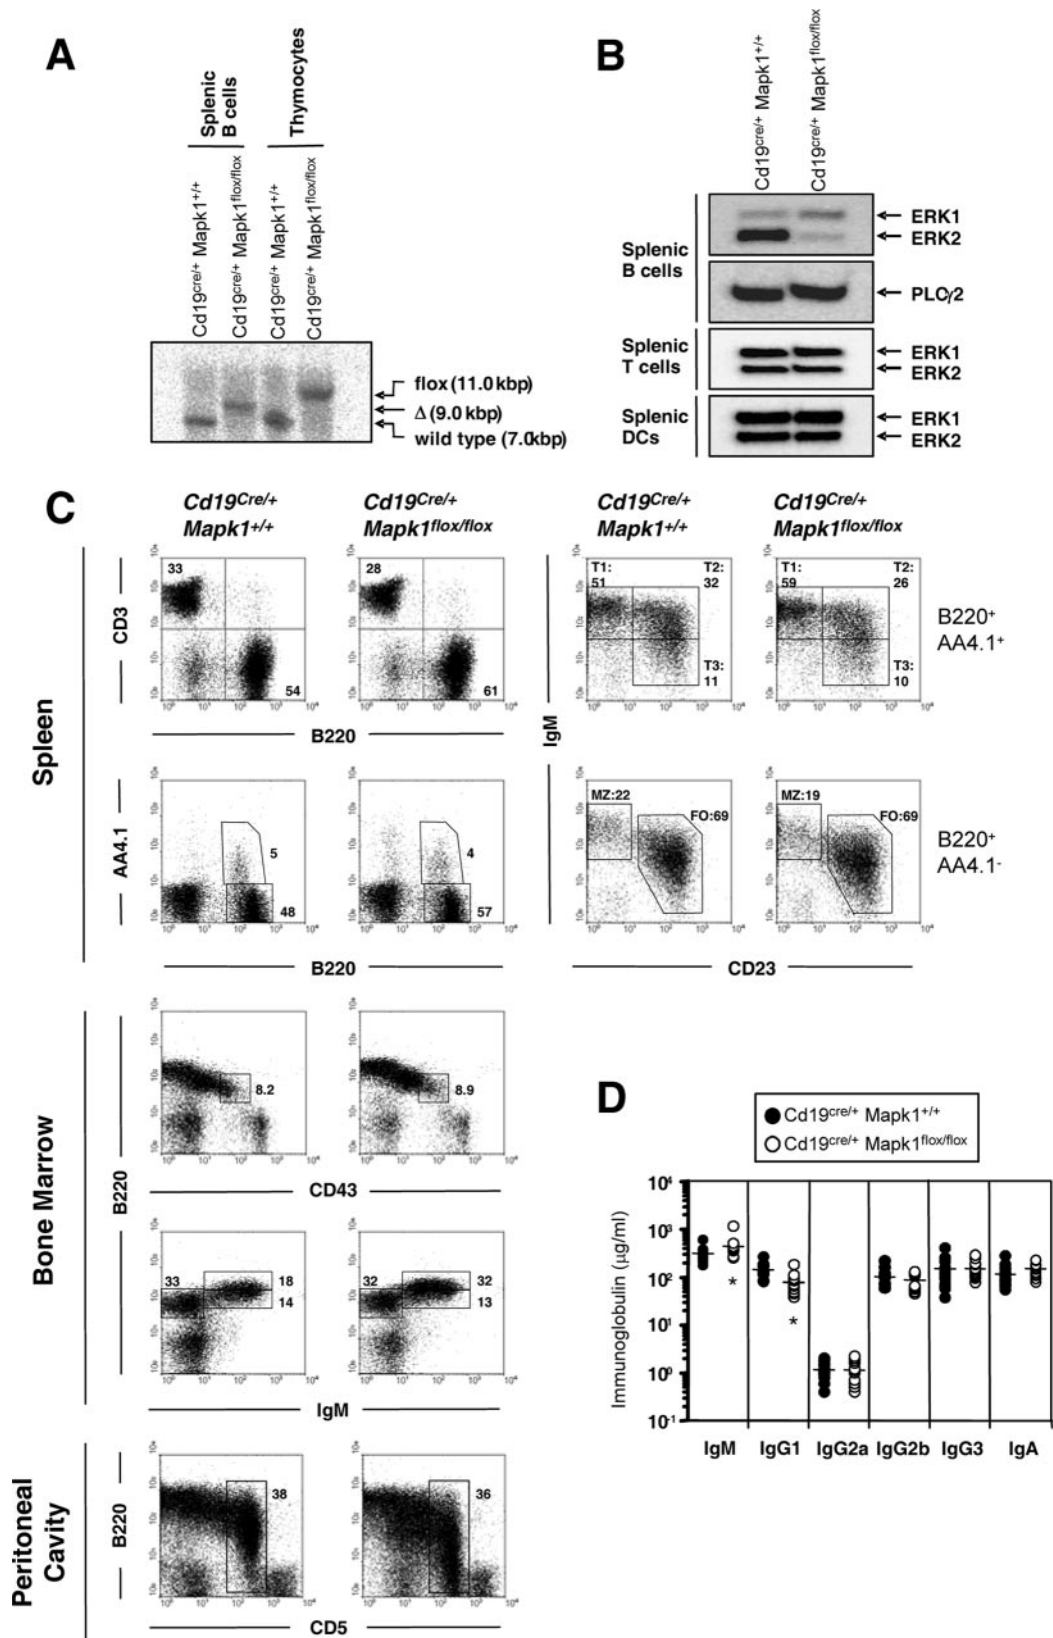 A
Splenic
B cells
Thymocytes
Cd19cre/+ Mapk1+/+
Cd19cre/+ Mapk1flox/flox
Cd19cre/+ Mapk1+/+
Cd19cre/+ Mapk1flox/flox
flox (11.0 kbp)
Δ (9.0 kbp)
wild type (7.0kbp)
B
Cd19cre/+ Mapk1+/+
Cd19cre/+ Mapk1flox/flox
Splenic
B cells
ERK1
ERK2
PLCγ2
Splenic
T cells
ERK1
ERK2
Splenic
DCs
ERK1
ERK2
C
Cd19Cre/+
Mapk1+/+
Cd19Cre/+
Mapk1flox/flox
Cd19Cre/+
Mapk1+/+
Cd19Cre/+
Mapk1flox/flox
Spleen
CD3
33
54
28
61
B220
IgM
T1:
51
T2:
32
T3:
11
T1:
59
T2:
26
T3:
10
B220+
AA4.1+
AA4.1
5
48
4
57
B220
MZ:22
FO:69
MZ:19
FO:69
B220+
AA4.1-
CD23
Bone Marrow
B220
8.2
8.9
CD43
33
18
14
32
32
13
IgM
Peritoneal
Cavity
B220
38
36
CD5
10⁰ 10¹ 10² 10³ 10⁴
D
Cd19cre/+ Mapk1+/+
Cd19cre/+ Mapk1flox/flox
Immunoglobulin (μg/ml)
10⁴
10³
10²
10¹
10⁰
10-1
*
*
IgM IgG1 IgG2a IgG2b IgG3 IgA